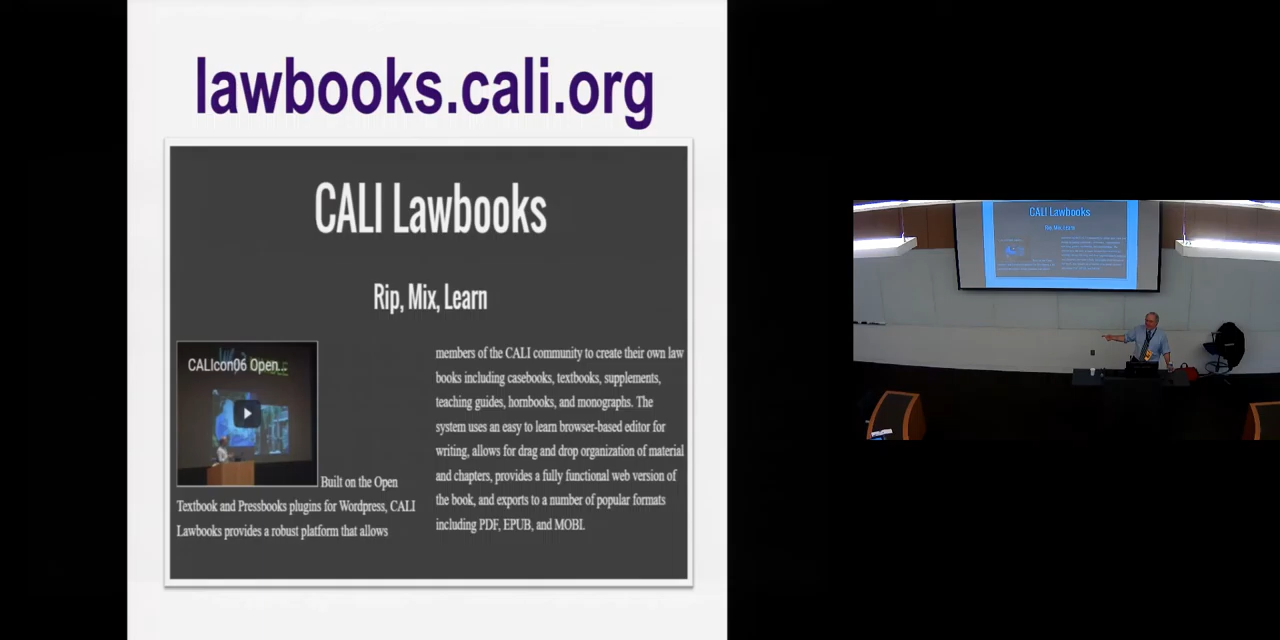 lawbooks.cali.org
CALI Lawbooks
Rip, Mix, Learn
CALIcon06 Open...
Built on the Open
Textbook and Pressbooks plugins for Wordpress, CALI
Lawbooks provides a robust platform that allows
members of the CALI community to create their own law
books including casebooks, textbooks, supplements,
teaching guides, hornbooks, and monographs. The
system uses an easy to learn browser-based editor for
writing, allows for drag and drop organization of material
and chapters, provides a fully functional web version of
the book, and exports to a number of popular formats
including PDF, EPUB, and MOBI.
CALI Lawbooks
Rip, Mix, Learn